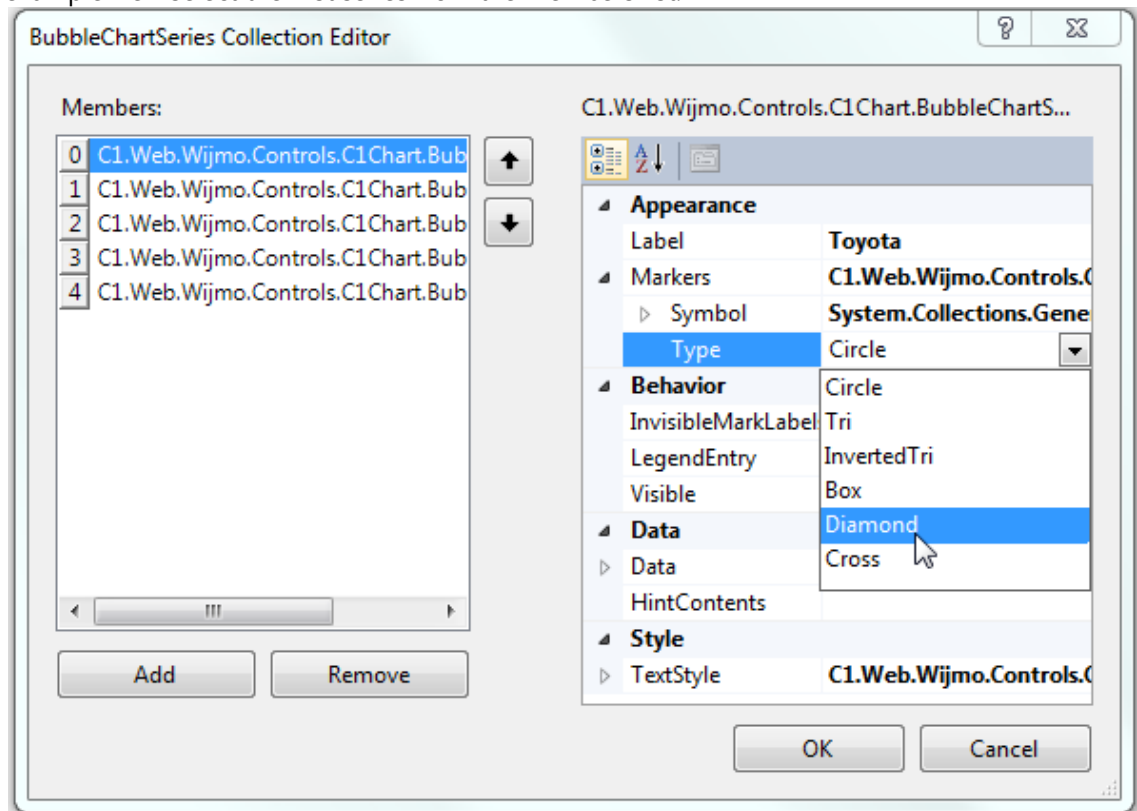 BubbleChartSeries Collection Editor
Members:
C1.Web.Wijmo.Controls.C1Chart.BubbleChartS...
0 C1.Web.Wijmo.Controls.C1Chart.Bub
1 C1.Web.Wijmo.Controls.C1Chart.Bub
2 C1.Web.Wijmo.Controls.C1Chart.Bub
3 C1.Web.Wijmo.Controls.C1Chart.Bub
4 C1.Web.Wijmo.Controls.C1Chart.Bub
Add
Remove
Appearance
Label Toyota
Markers C1.Web.Wijmo.Controls.C
Symbol System.Collections.Gene
Type Circle
Circle
Tri
InvertedTri
Box
Diamond
Cross
Behavior
InvisibleMarkLabel
LegendEntry
Visible
Data
Data
HintContents
Style
TextStyle C1.Web.Wijmo.Controls.C
OK
Cancel